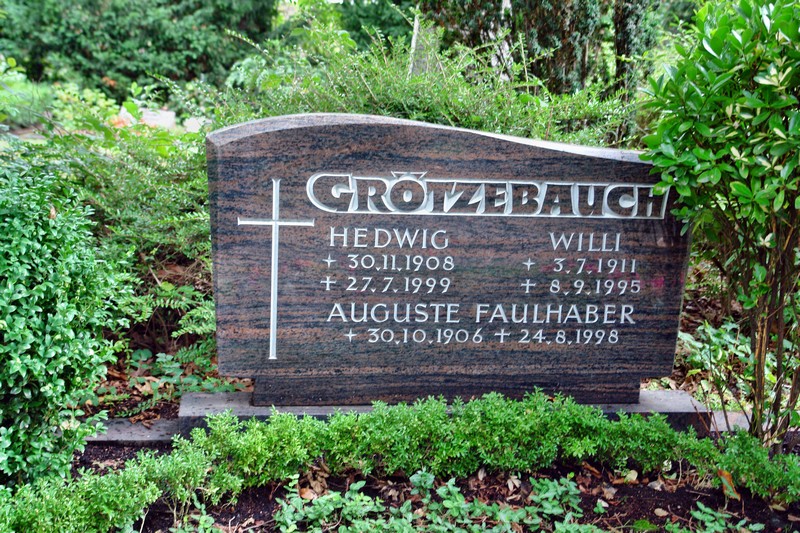 GRÖTZEBAUCH
HEDWIG WILLI
+ 30.11.1908 + 3.7.1911
+ 27.7.1999 + 8.9.1995
AUGUSTE FAULHABER
+ 30.10.1906 + 24.8.1998